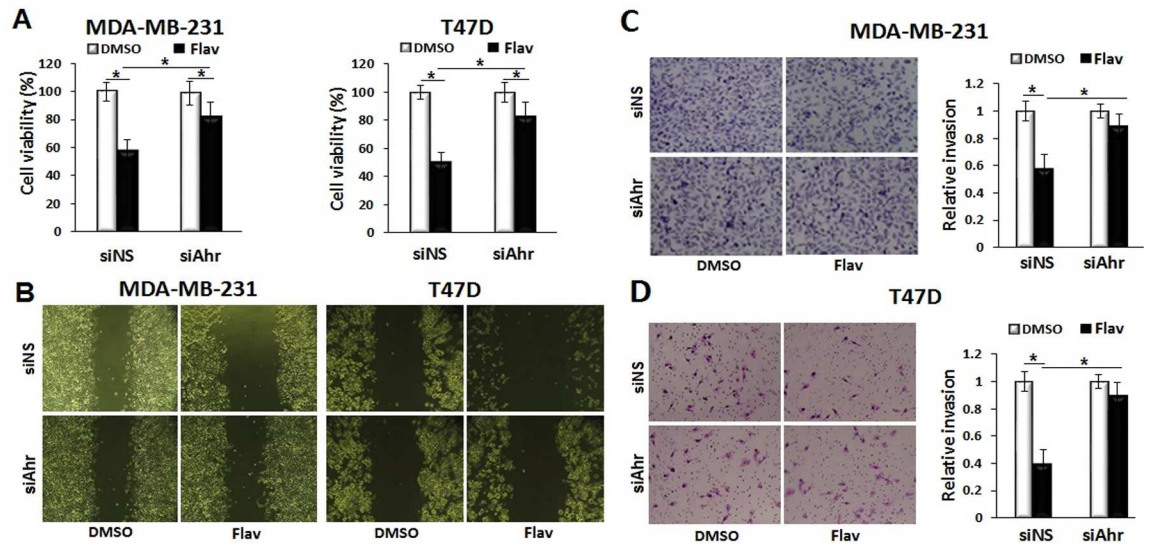 A
MDA-MB-231
DMSO Flav
Cell viability (%)
120
100
80
60
40
20
0
* * *
siNS siAhr
T47D
DMSO Flav
Cell viability (%)
120
100
80
60
40
20
0
* * *
siNS siAhr
B
MDA-MB-231 T47D
siNS
siAhr
DMSO Flav DMSO Flav
C
MDA-MB-231
siNS
siAhr
DMSO Flav
DMSO Flav
Relative invasion
1.2
1
0.8
0.6
0.4
0.2
0
* *
siNS siAhr
D
T47D
siNS
siAhr
DMSO Flav
DMSO Flav
Relative invasion
1.2
1
0.8
0.6
0.4
0.2
0
* *
siNS siAhr